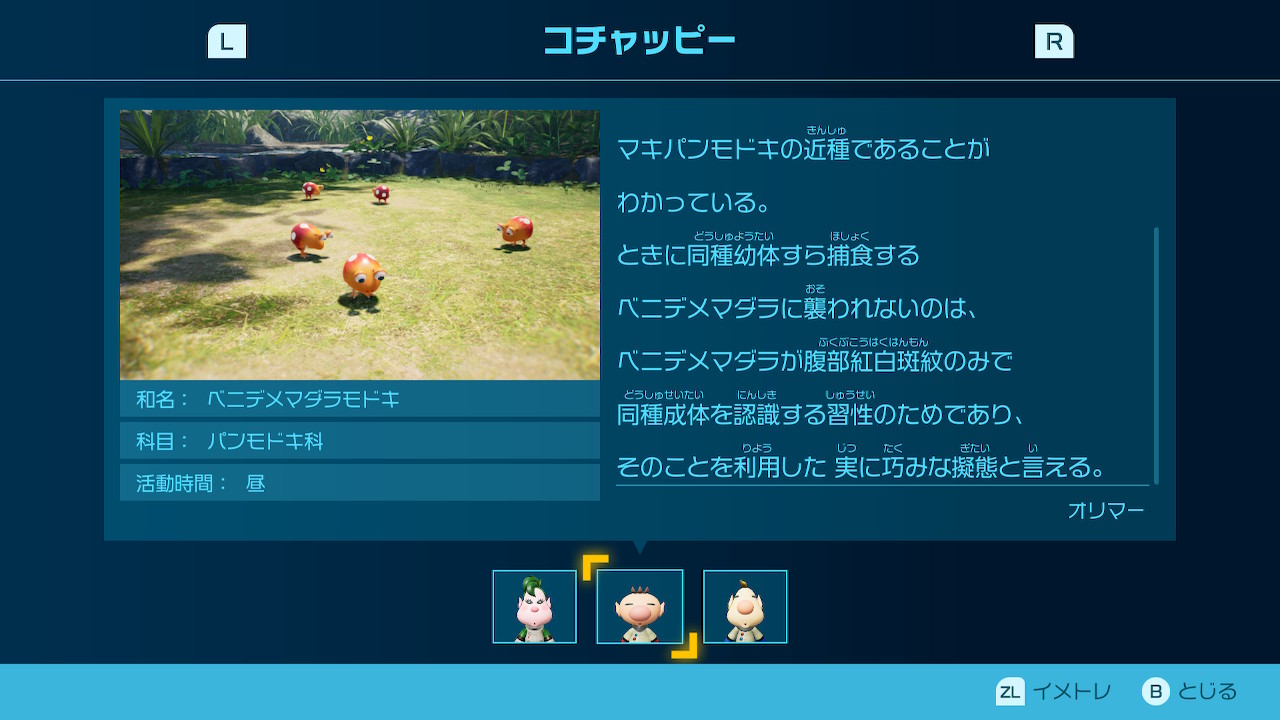 L
コチャッピー
R
マキパンモドキの近種であることが
わかっている。
ときに同種幼体すら捕食する
ベニデメマダラに襲われないのは、
ベニデメマダラが腹部紅白斑紋のみで
同種成体を認識する習性のためであり、
そのことを利用した 実に巧みな擬態と言える。
オリマー
和名： ベニデメマダラモドキ
科目： パンモドキ科
活動時間： 昼
ZL イメトレ
B とじる